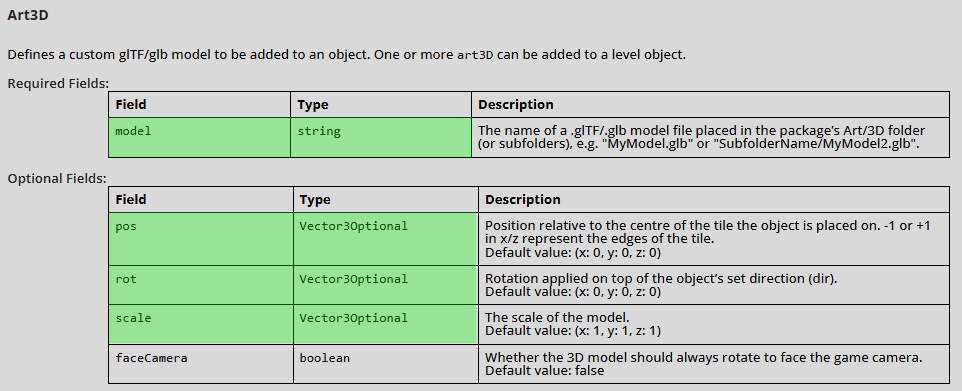 Art3D
Defines a custom glTF/glb model to be added to an object. One or more art3D can be added to a level object.
Required Fields:
Field Type Description
model string The name of a .glTF/.glb model file placed in the package's Art/3D folder
(or subfolders), e.g. "MyModel.glb" or "SubfolderName/MyModel2.glb".
Optional Fields:
Field Type Description
pos Vector3Optional Position relative to the centre of the tile the object is placed on. -1 or +1
in x/z represent the edges of the tile.
Default value: (x: 0, y: 0, z: 0)
rot Vector3Optional Rotation applied on top of the object's set direction (dir).
Default value: (x: 0, y: 0, z: 0)
scale Vector3Optional The scale of the model.
Default value: (x: 1, y: 1, z: 1)
faceCamera boolean Whether the 3D model should always rotate to face the game camera.
Default value: false